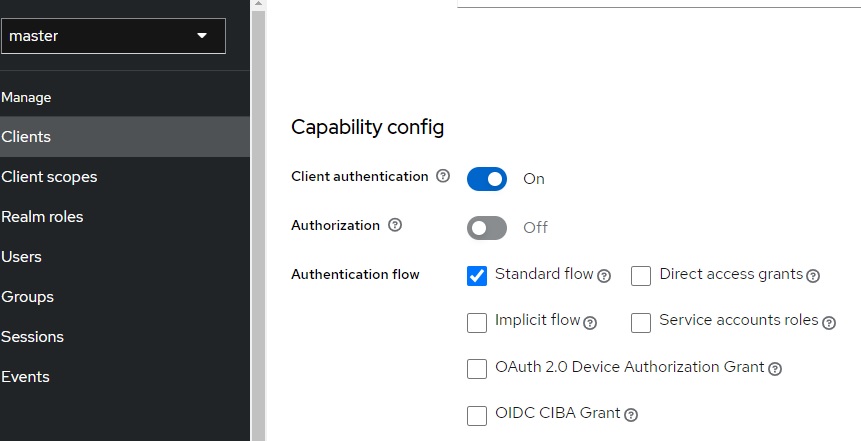 master
Manage
Clients
Client scopes
Realm roles
Users
Groups
Sessions
Events
Capability config
Client authentication ? On
Authorization ? Off
Authentication flow
Standard flow ? Direct access grants ?
Implicit flow ? Service accounts roles ?
OAuth 2.0 Device Authorization Grant ?
OIDC CIBA Grant ?